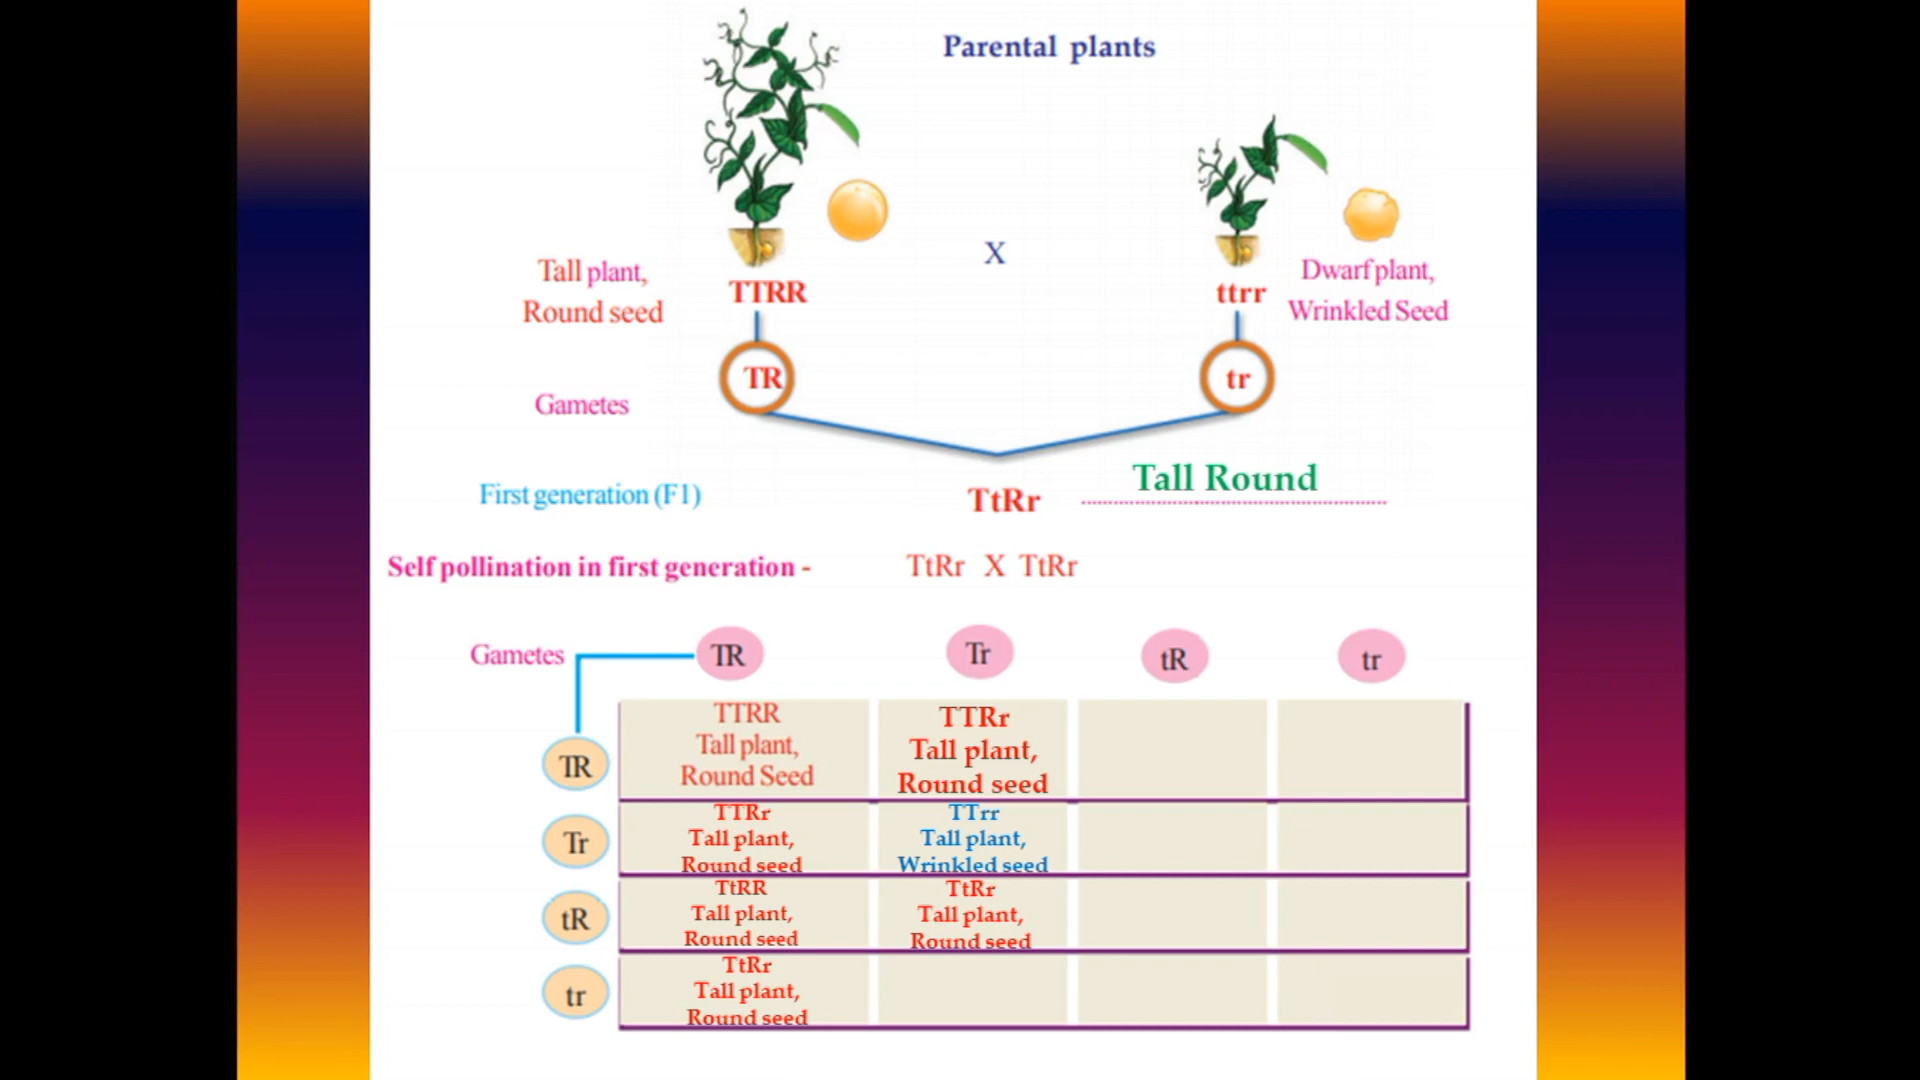 Parental plants
X
Tall plant,
Round seed
TTRR
ttrr
Dwarf plant,
Wrinkled Seed
TR
tr
Gametes
First generation (F1)
TtRr
Tall Round
Self pollination in first generation -
TtRr X TtRr
Gametes
TR
Tr
tR
tr
TR
TTRR
Tall plant,
Round Seed
TTRr
Tall plant,
Round seed
Tr
TTRr
Tall plant,
Round seed
TTrr
Tall plant,
Wrinkled seed
tR
TtRR
Tall plant,
Round seed
TtRr
Tall plant,
Round seed
tr
TtRr
Tall plant,
Round seed